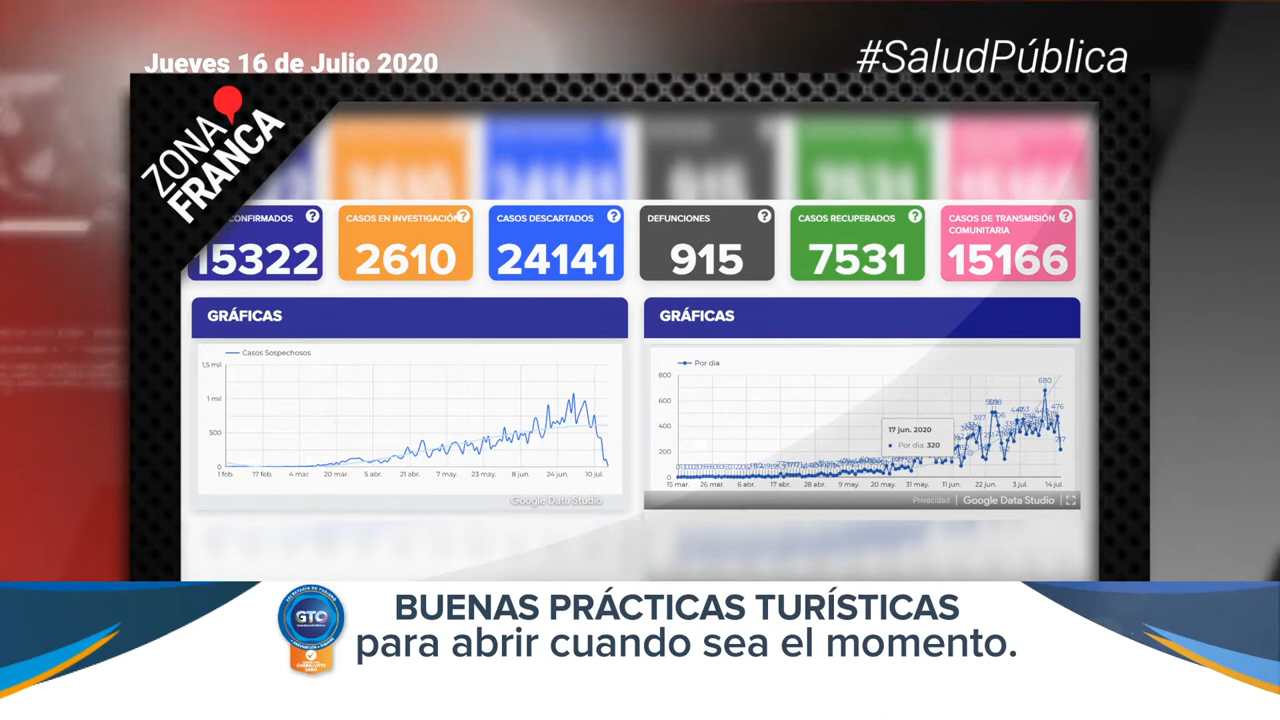 Jueves 16 de Julio 2020
#SaludPública
ZONA
FRANCA
CONFIRMADOS
15322
CASOS EN INVESTIGACIÓN
2610
CASOS DESCARTADOS
24141
DEFUNCIONES
915
CASOS RECUPERADOS
7531
CASOS DE TRANSMISIÓN
COMUNITARIA
15166
GRÁFICAS
GRÁFICAS
Casos Sospechosos
1,5 mil
1 mil
500
0
1 feb. 17 feb. 4 mar. 20 mar. 5 abr. 21 abr. 7 may. 23 may. 8 jun. 24 jun. 10 jul.
Google Data Studio
Por día
800
600
400
200
0
680
476
387
17 jun. 2020
Por día: 320
15 mar. 26 mar. 6 abr. 17 abr. 28 abr. 9 may. 20 may. 31 may. 11 jun. 22 jun. 3 jul. 14 jul.
Privacidad | Google Data Studio
GTO
BUENAS PRÁCTICAS TURÍSTICAS
para abrir cuando sea el momento.